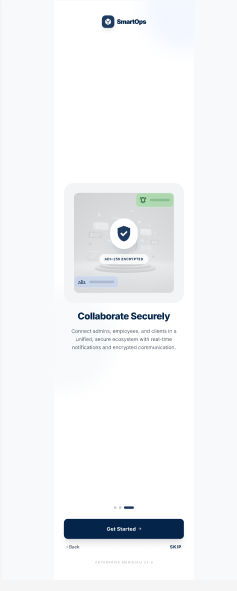 SmartOps
AES-256 ENCRYPTED
Collaborate Securely
Connect admins, employees, and clients in a
unified, secure ecosystem with real-time
notifications and encrypted communication.
Get Started
Back
SKIP